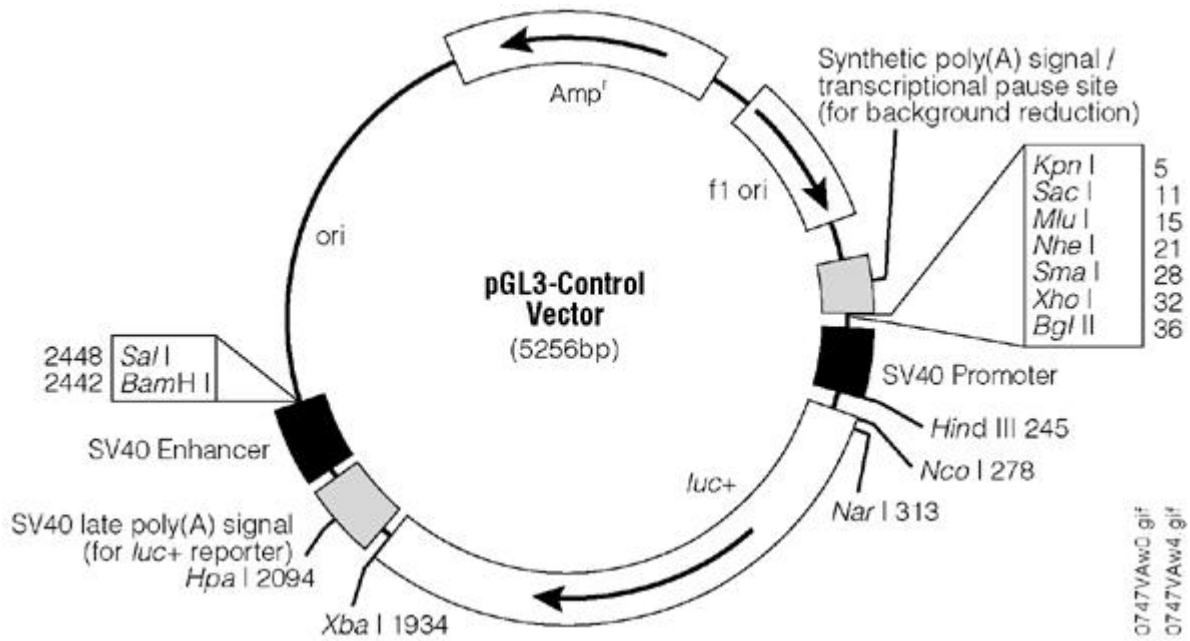 Ampʳ
Synthetic poly(A) signal /
transcriptional pause site
(for background reduction)
f1 ori
Kpn I 5
Sac I 11
Mlu I 15
Nhe I 21
Sma I 28
Xho I 32
Bgl II 36
ori
pGL3-Control
Vector
(5256bp)
2448 Sal I
2442 BamH I
SV40 Promoter
SV40 Enhancer
Hind III 245
Nco I 278
Nar I 313
luc+
SV40 late poly(A) signal
(for luc+ reporter)
Hpa I 2094
Xba I 1934
0747VAw0.gif
0747VAw4.gif